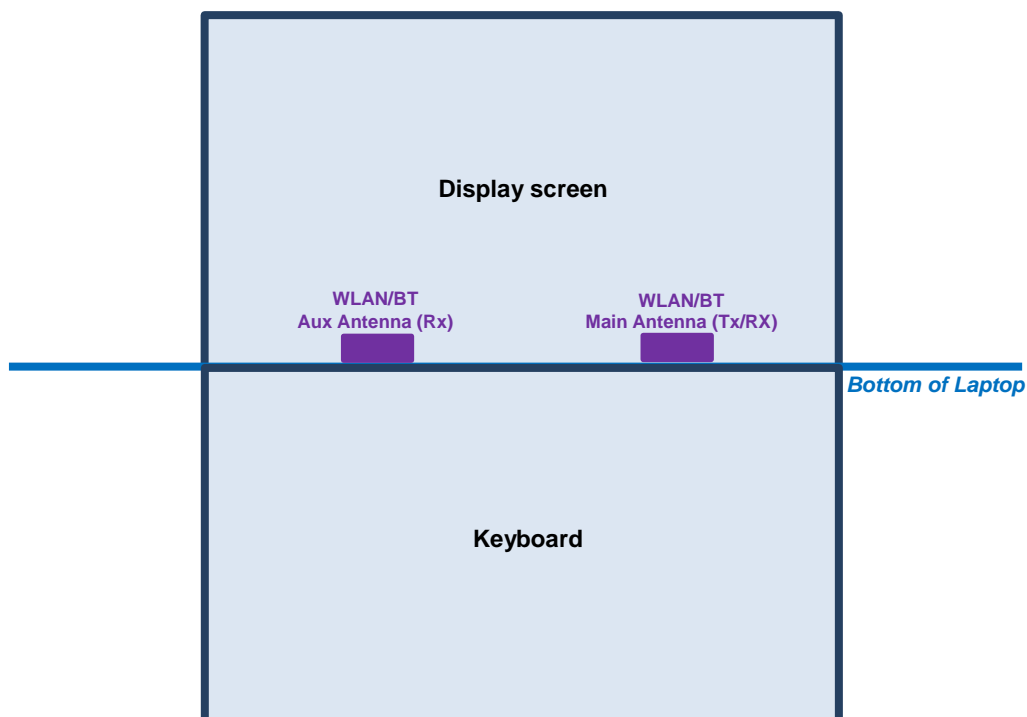 Display screen
WLAN/BT
Aux Antenna (Rx)
WLAN/BT
Main Antenna (Tx/RX)
Bottom of Laptop
Keyboard